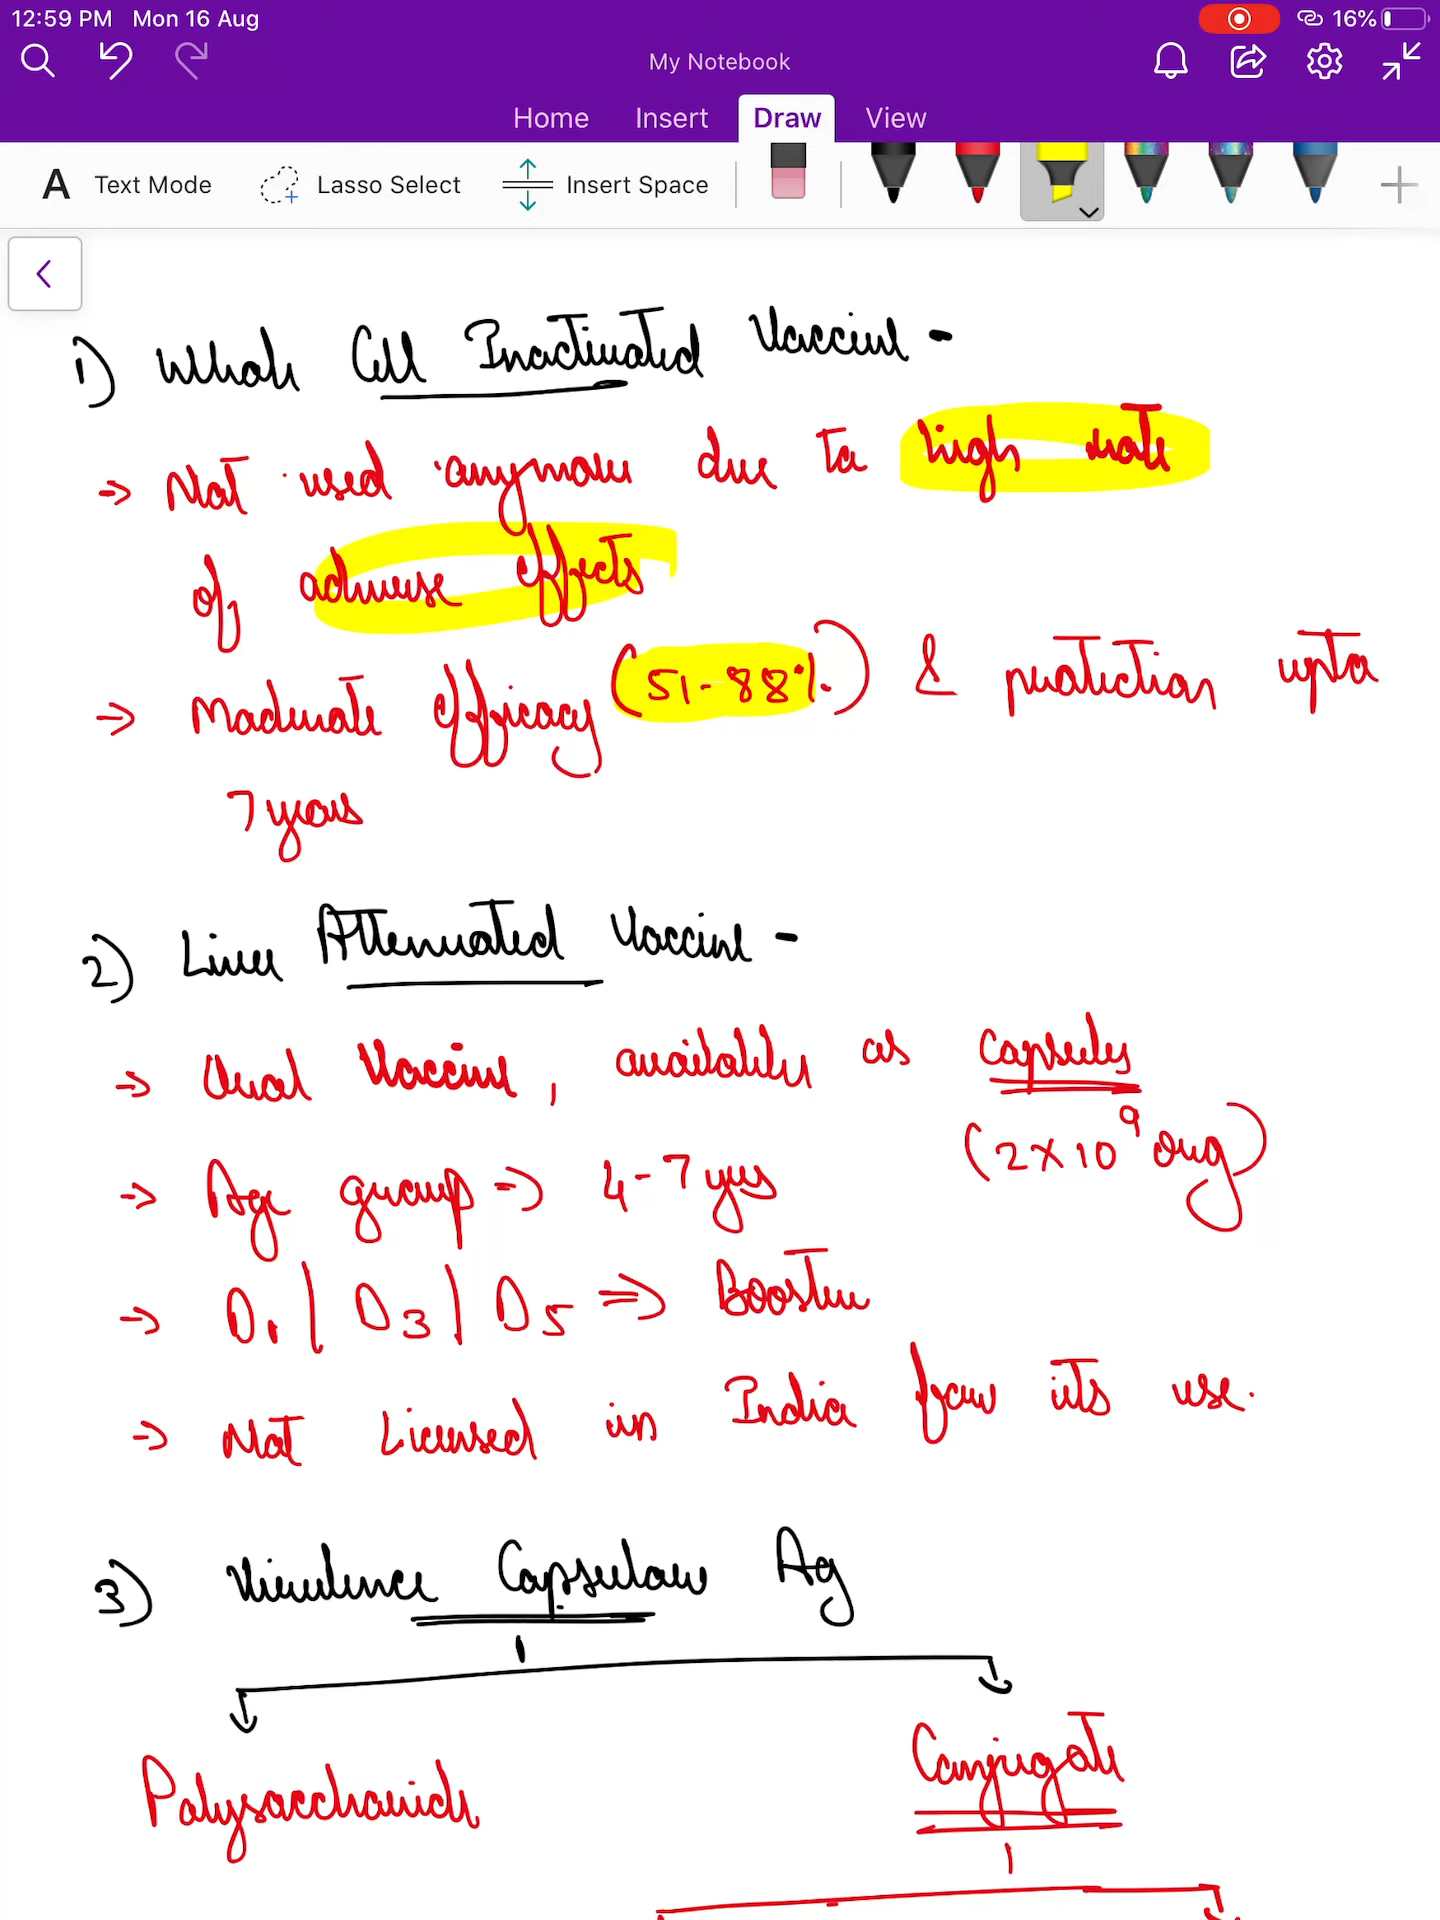 12:59 PM Mon 16 Aug
16%
My Notebook
Home Insert Draw View
A Text Mode Lasso Select Insert Space
1) Whole Cell Inactivated Vaccine -
=> Not used anymore due to high rate
of adverse effects
=> Moderate efficacy (51-88%) & protection upto
7 years
2) Live Attenuated Vaccine -
=> Oral Vaccine, available as Capsules
(2 x 10⁹ org)
=> Age group => 4-7 yrs
=> D1 | D3 | D5 => Booster
=> Not Licensed in India for its use.
3) Virulence Capsular Ag
Polysaccharide
Conjugate